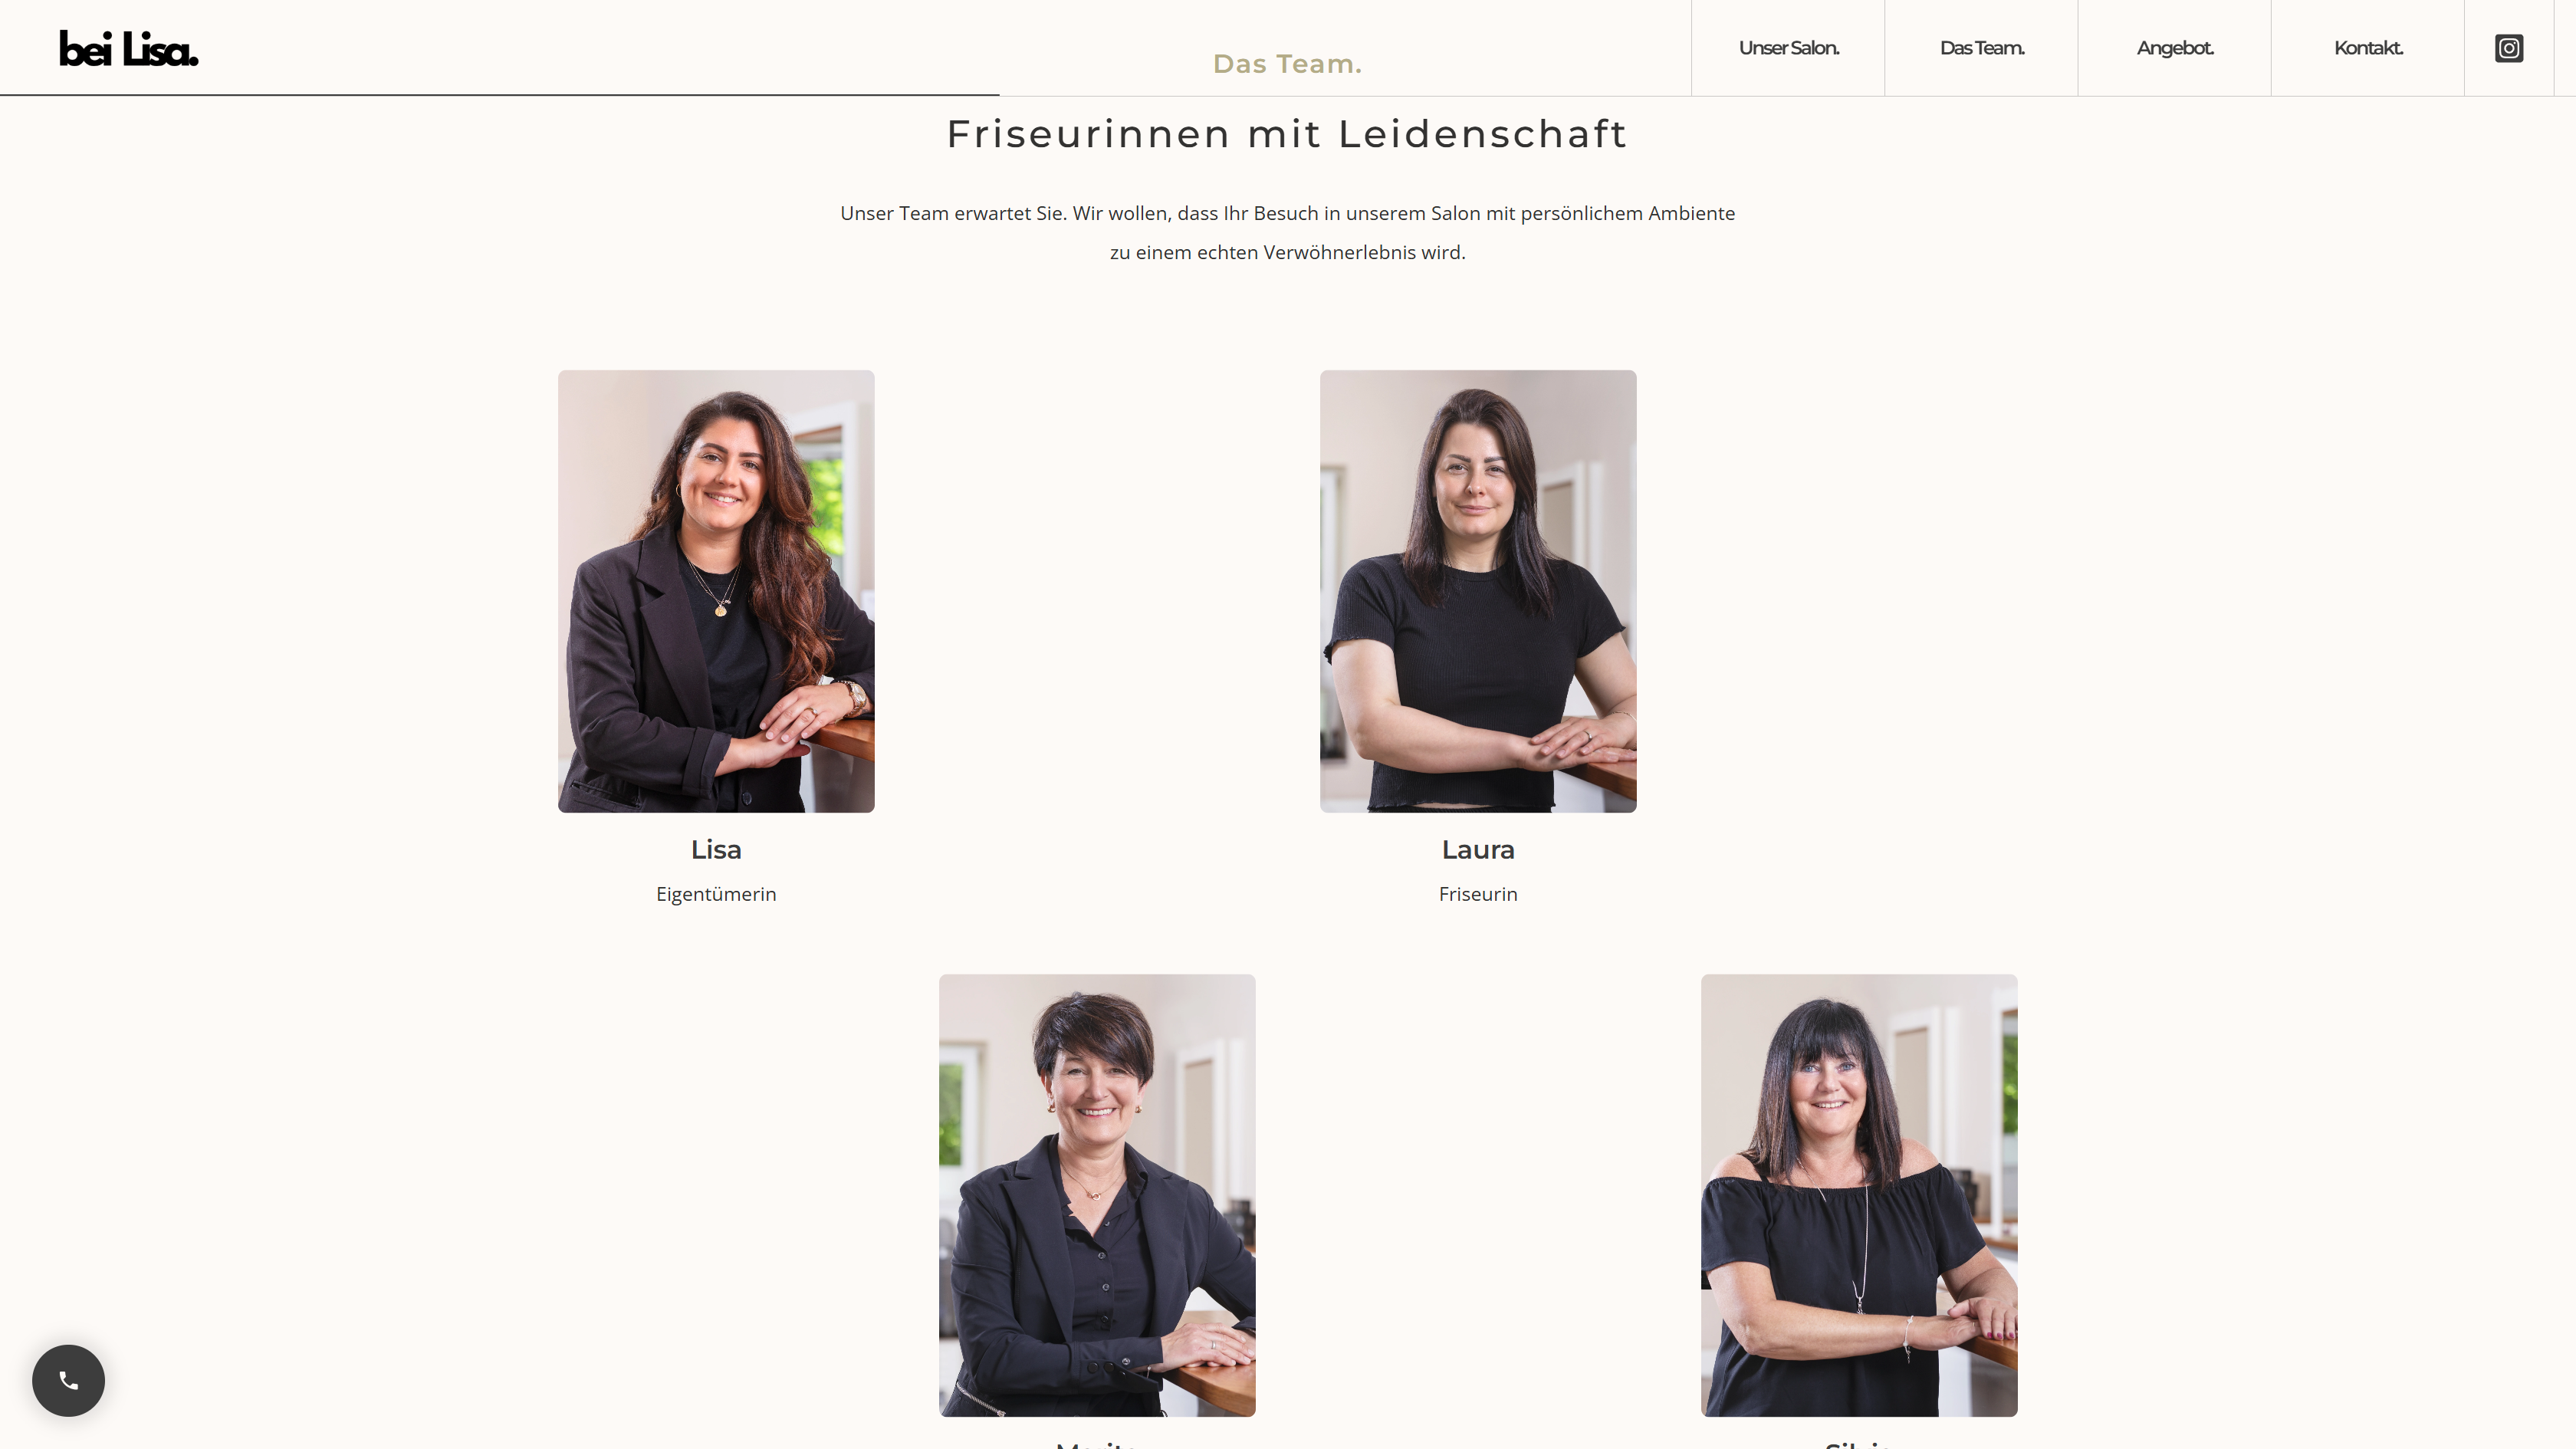 bei Lisa.
Unser Salon.
Das Team.
Angebot.
Kontakt.
Das Team.
Friseurinnen mit Leidenschaft
Unser Team erwartet Sie. Wir wollen, dass Ihr Besuch in unserem Salon mit persönlichem Ambiente
zu einem echten Verwöhnerlebnis wird.
Lisa
Eigentümerin
Laura
Friseurin